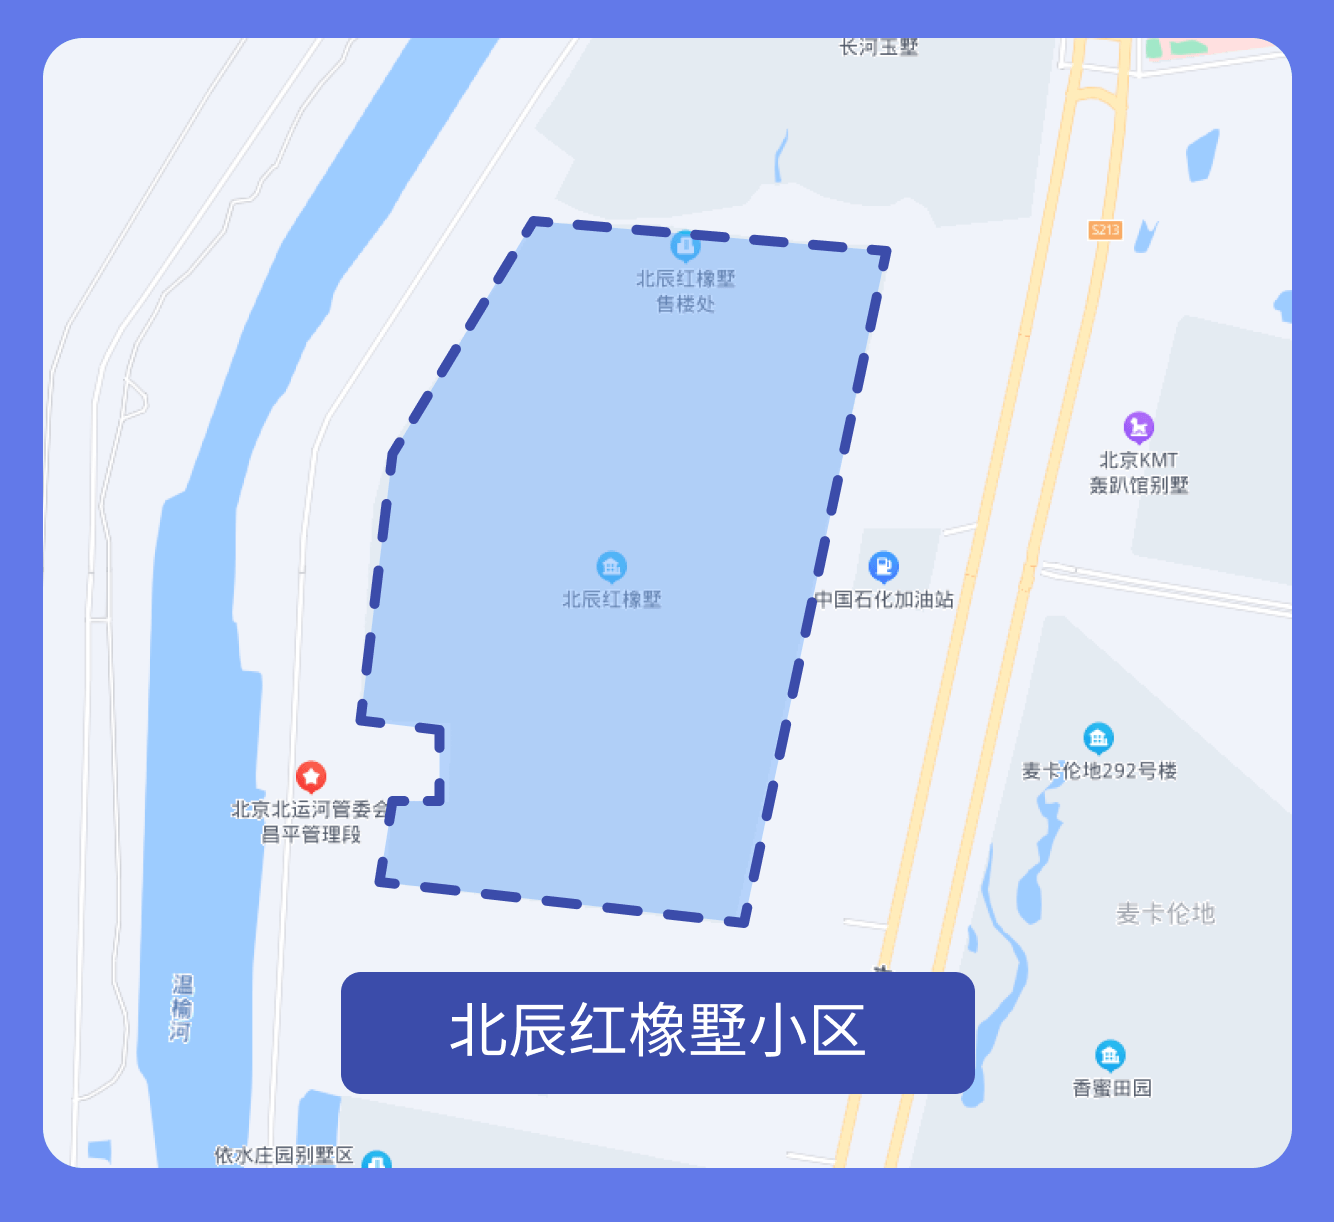 长河玉墅
S213
北辰红橡墅
售楼处
北京KMT
轰趴馆别墅
北辰红橡墅
中国石化加油站
麦卡伦地292号楼
北京北运河管委会
昌平管理段
麦卡伦地
温榆河
北辰红橡墅小区
香蜜田园
依水庄园别墅区